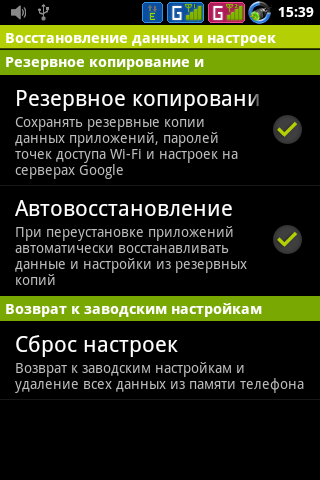 E G G 15:39
Восстановление данных и настроек
Резервное копирование и
Резервное копировани
Сохранять резервные копии
данных приложений, паролей
точек доступа Wi-Fi и настроек на
серверах Google
Автовосстановление
При переустановке приложений
автоматически восстанавливать
данные и настройки из резервных
копий
Возврат к заводским настройкам
Сброс настроек
Возврат к заводским настройкам и
удаление всех данных из памяти телефона